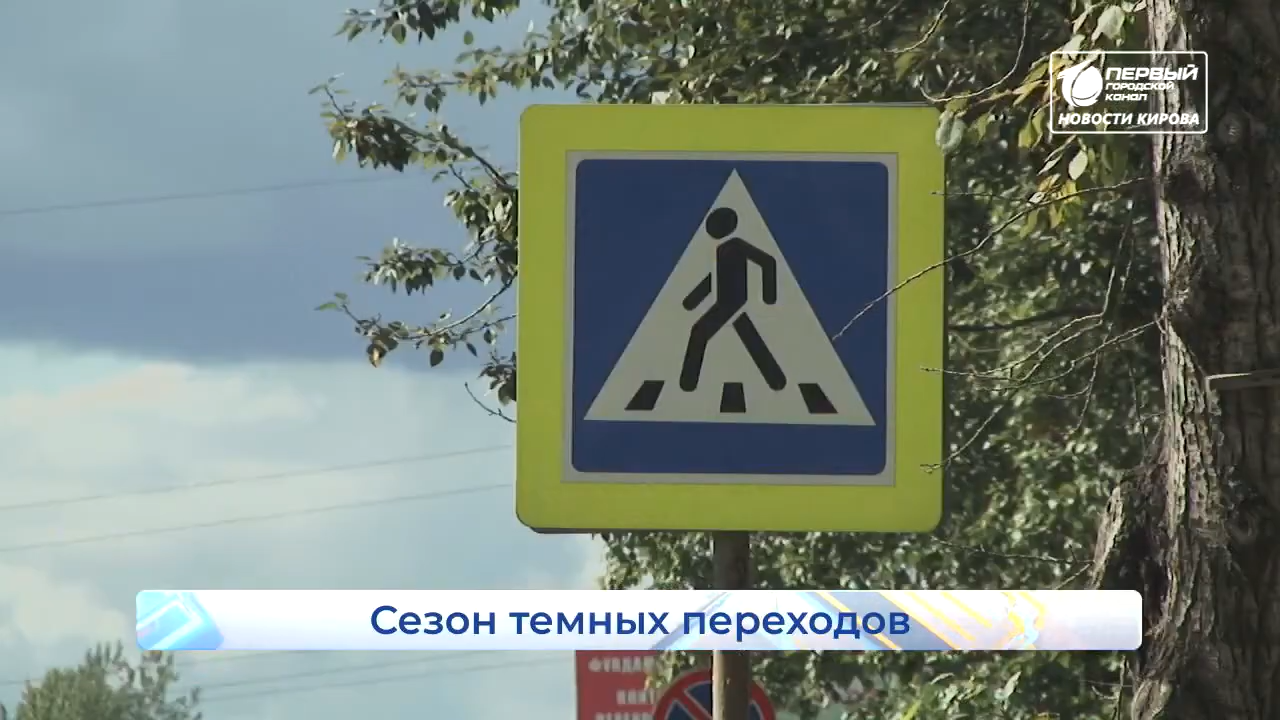 ПЕРВЫЙ
ГОРОДСКОЙ
КАНАЛ
НОВОСТИ КИРОВА
Сезон темных переходов